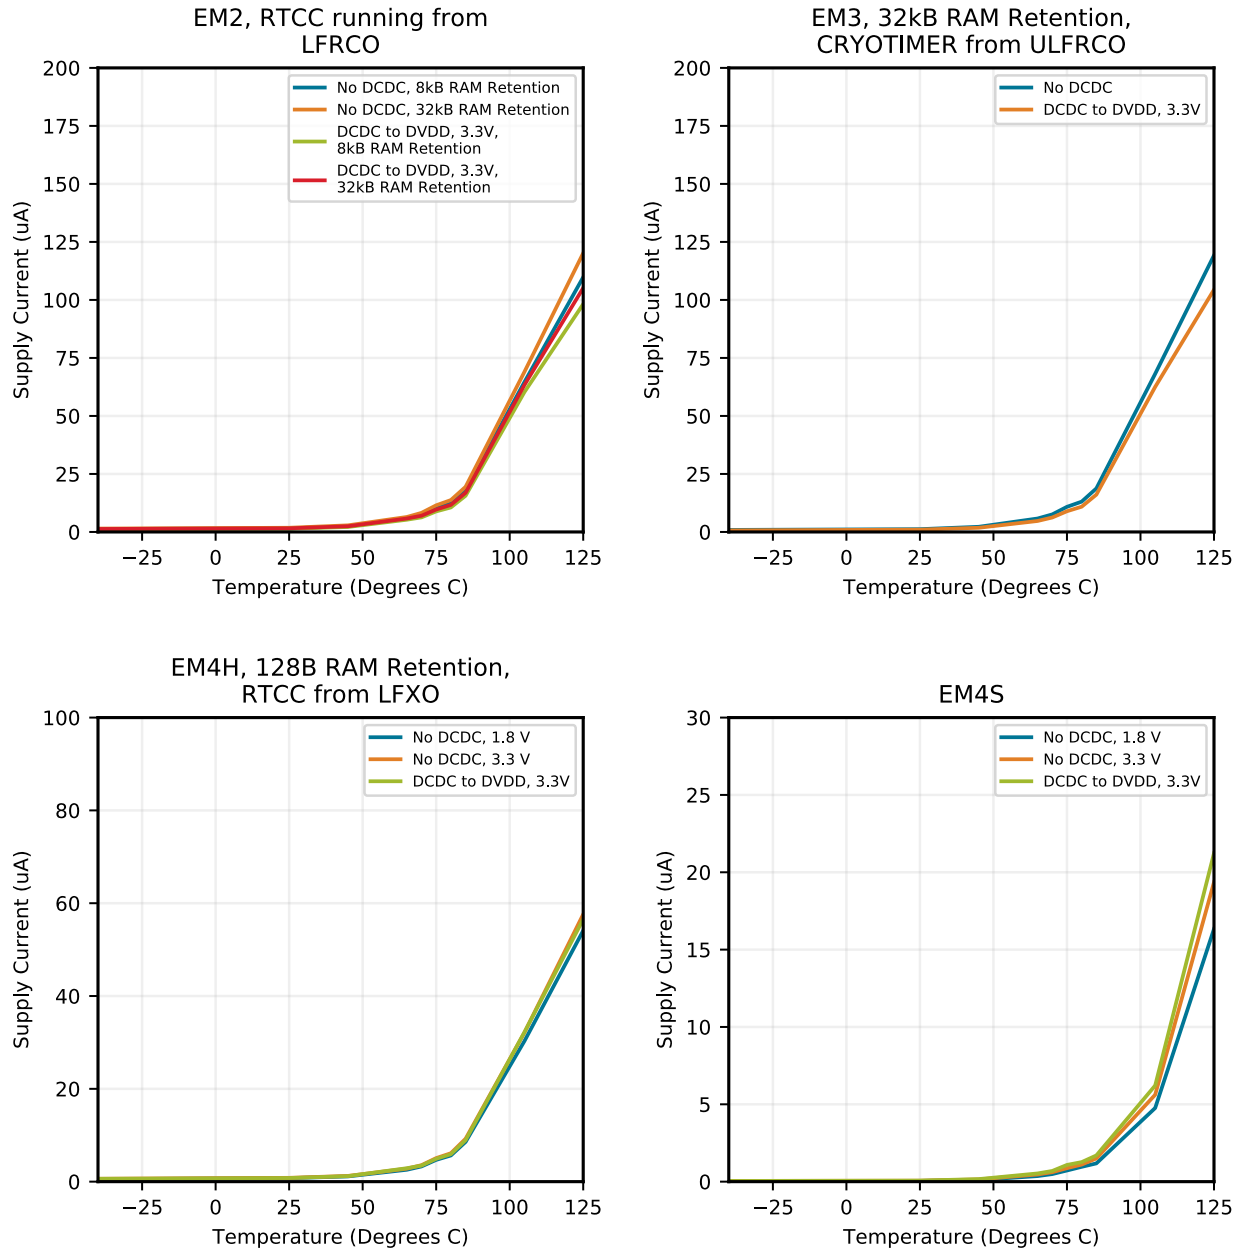 EM2, RTCC running from
LFRCO
200
175
150
125
100
75
50
25
0
Supply Current (uA)
No DCDC, 8kB RAM Retention
No DCDC, 32kB RAM Retention
DCDC to DVDD, 3.3V,
8kB RAM Retention
DCDC to DVDD, 3.3V,
32kB RAM Retention
−25 0 25 50 75 100 125
Temperature (Degrees C)
EM3, 32kB RAM Retention,
CRYOTIMER from ULFRCO
200
175
150
125
100
75
50
25
0
Supply Current (uA)
No DCDC
DCDC to DVDD, 3.3V
−25 0 25 50 75 100 125
Temperature (Degrees C)
EM4H, 128B RAM Retention,
RTCC from LFXO
100
80
60
40
20
0
Supply Current (uA)
No DCDC, 1.8 V
No DCDC, 3.3 V
DCDC to DVDD, 3.3V
−25 0 25 50 75 100 125
Temperature (Degrees C)
EM4S
30
25
20
15
10
5
0
Supply Current (uA)
No DCDC, 1.8 V
No DCDC, 3.3 V
DCDC to DVDD, 3.3V
−25 0 25 50 75 100 125
Temperature (Degrees C)